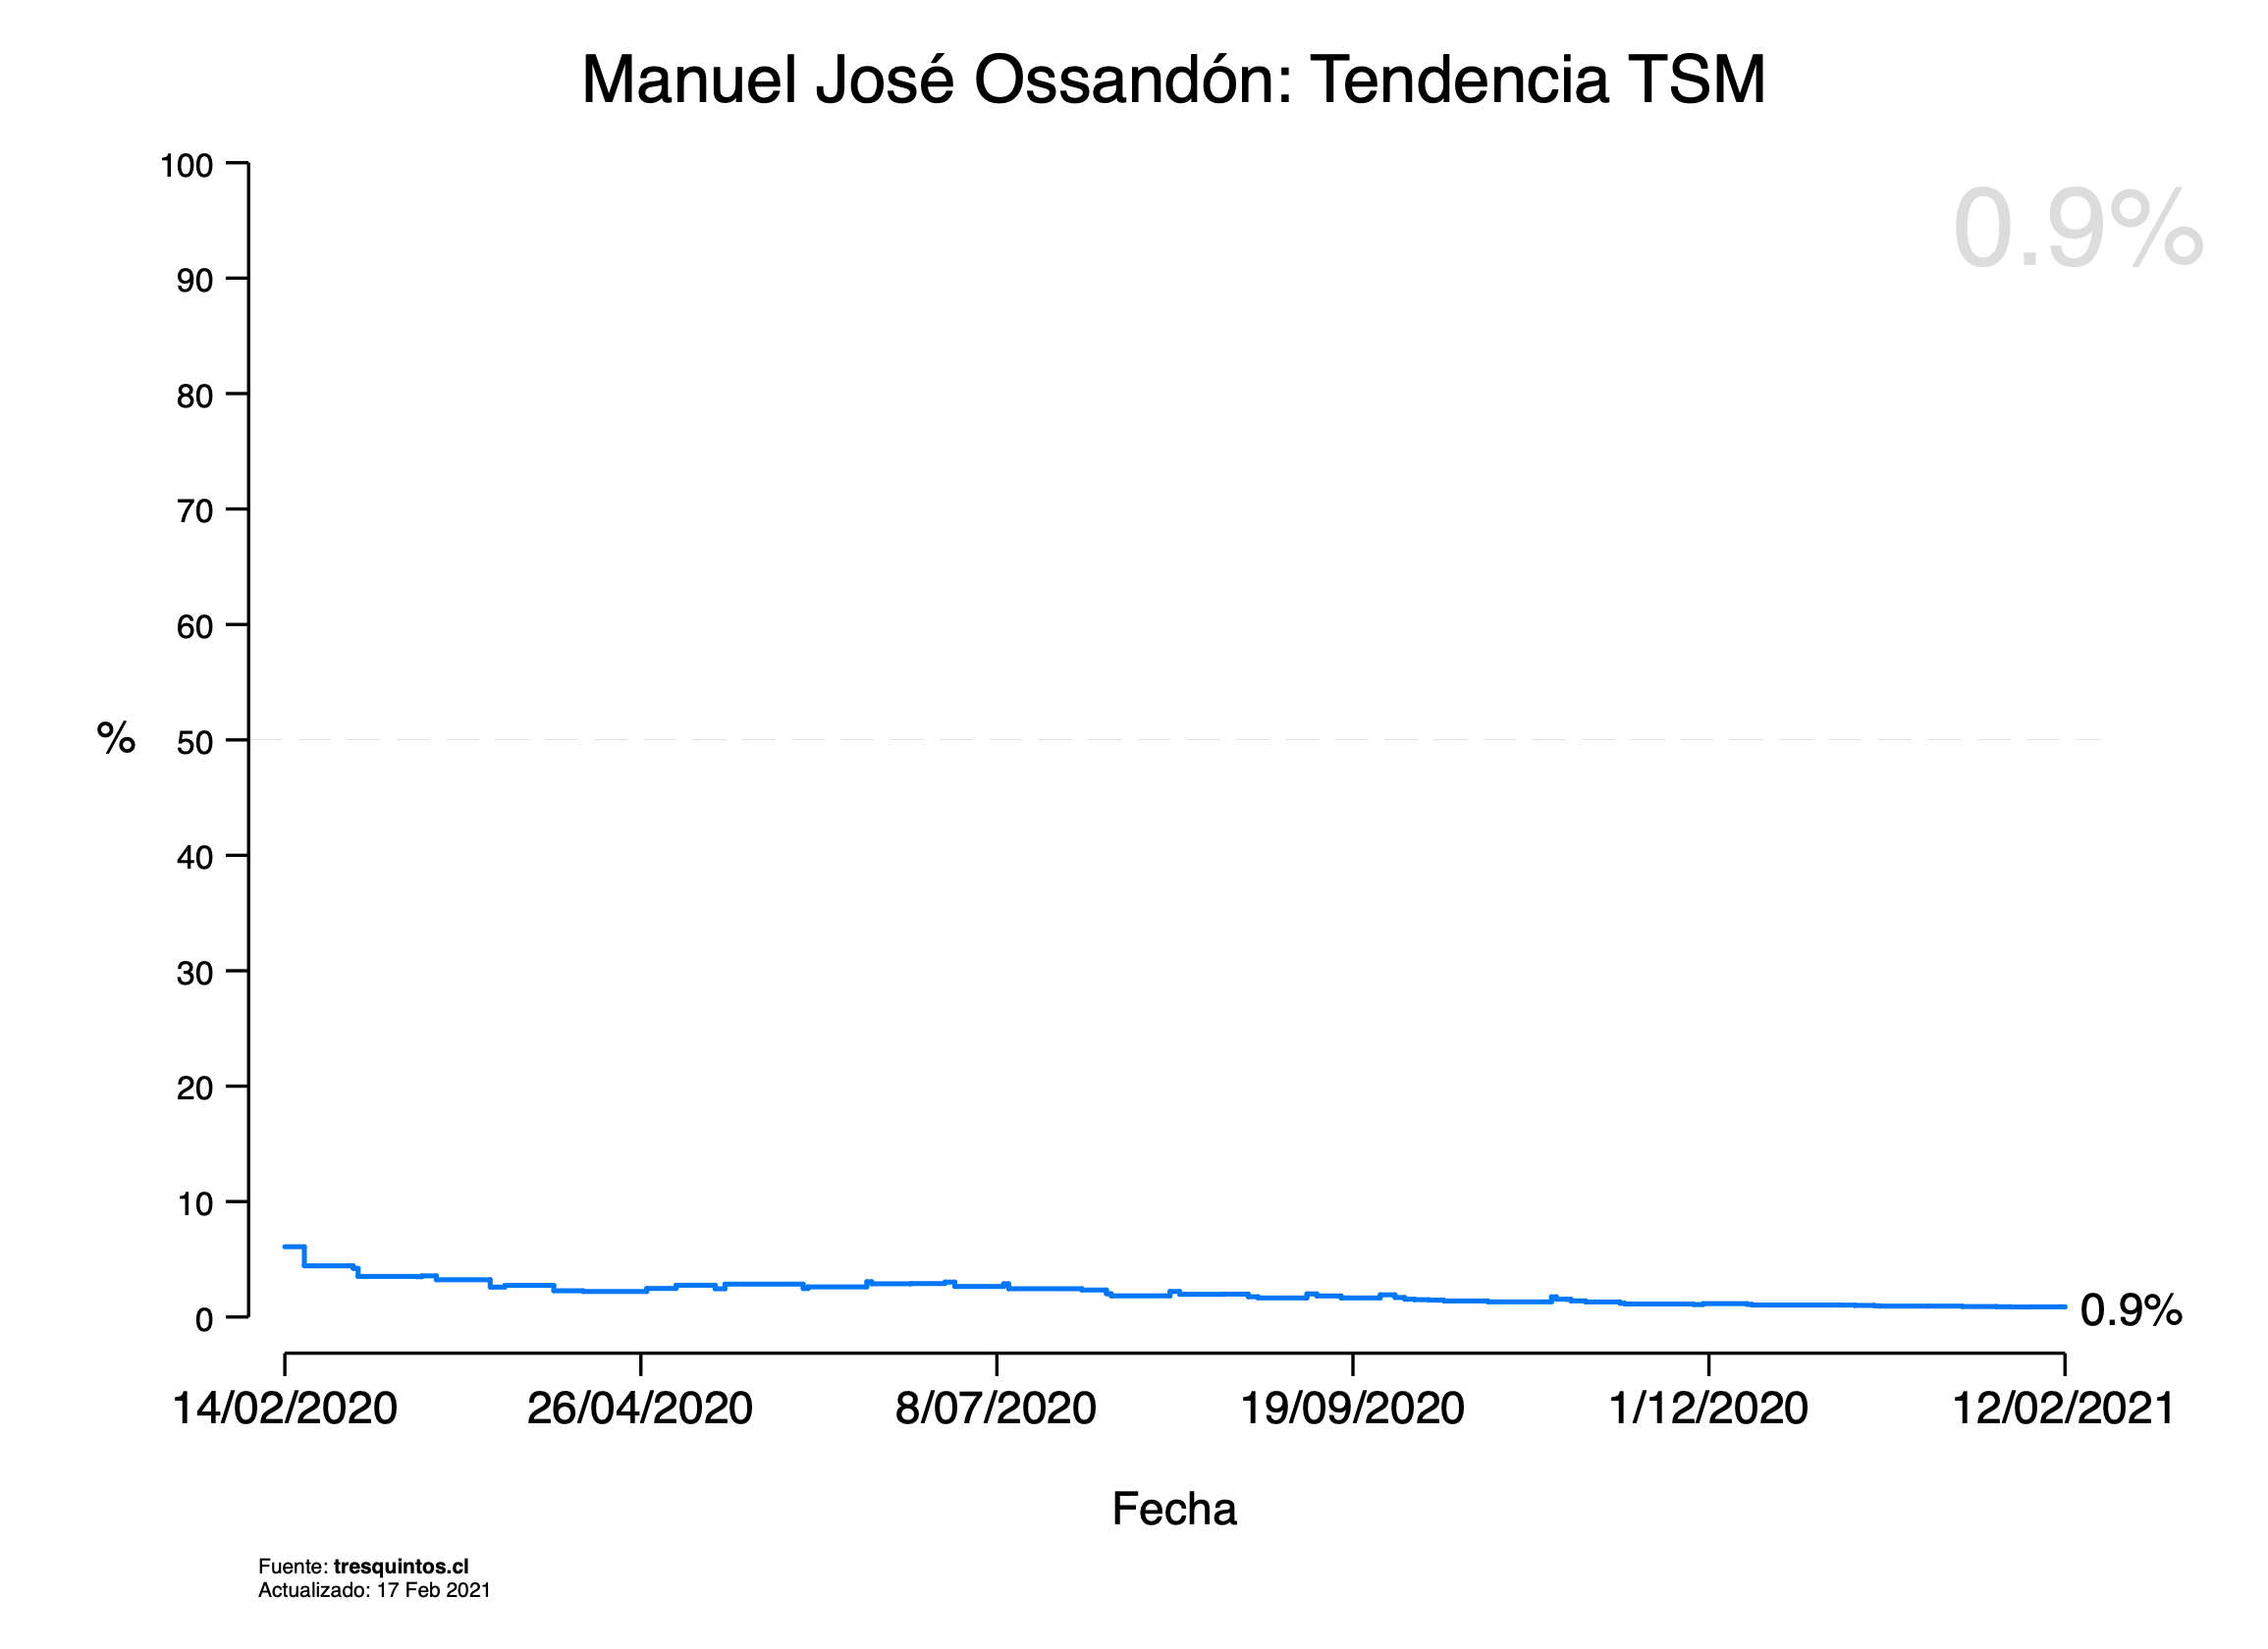 Manuel José Ossandón: Tendencia TSM
0.9%
100
90
80
70
60
% 50
40
30
20
10
0
0.9%
14/02/2020 26/04/2020 8/07/2020 19/09/2020 1/12/2020 12/02/2021
Fecha
Fuente: tresquintos.cl
Actualizado: 17 Feb 2021